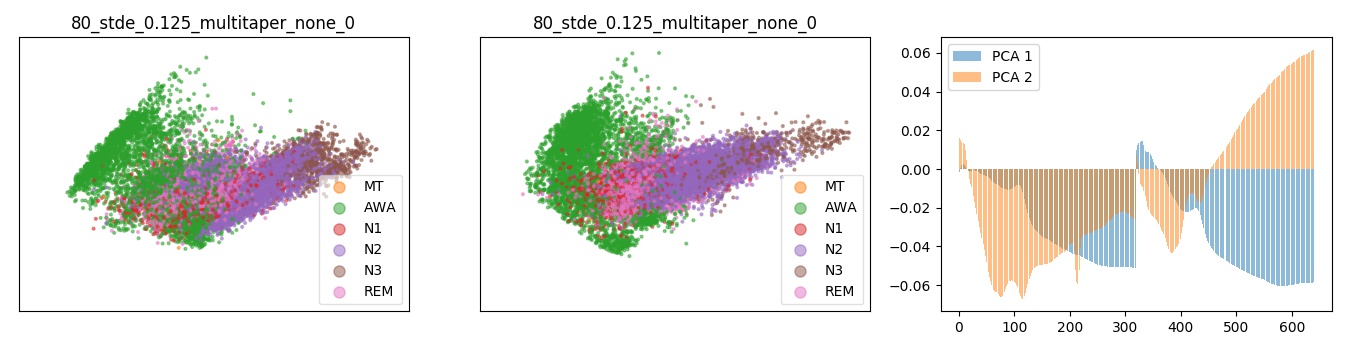 80_stde_0.125_multitaper_none_0
MT
AWA
N1
N2
N3
REM
80_stde_0.125_multitaper_none_0
MT
AWA
N1
N2
N3
REM
PCA 1
PCA 2
0.06
0.04
0.02
0.00
−0.02
−0.04
−0.06
0 100 200 300 400 500 600